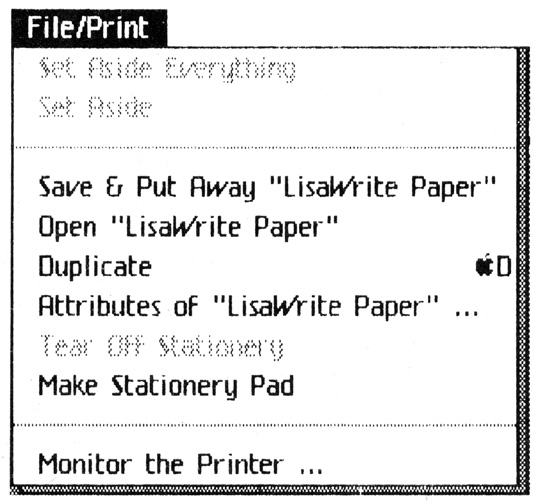 File/Print
Set Aside Everything
Set Aside
Save & Put Away "LisaWrite Paper"
Open "LisaWrite Paper"
Duplicate D
Attributes of "LisaWrite Paper" ...
Tear Off Stationery
Make Stationery Pad
Monitor the Printer ...